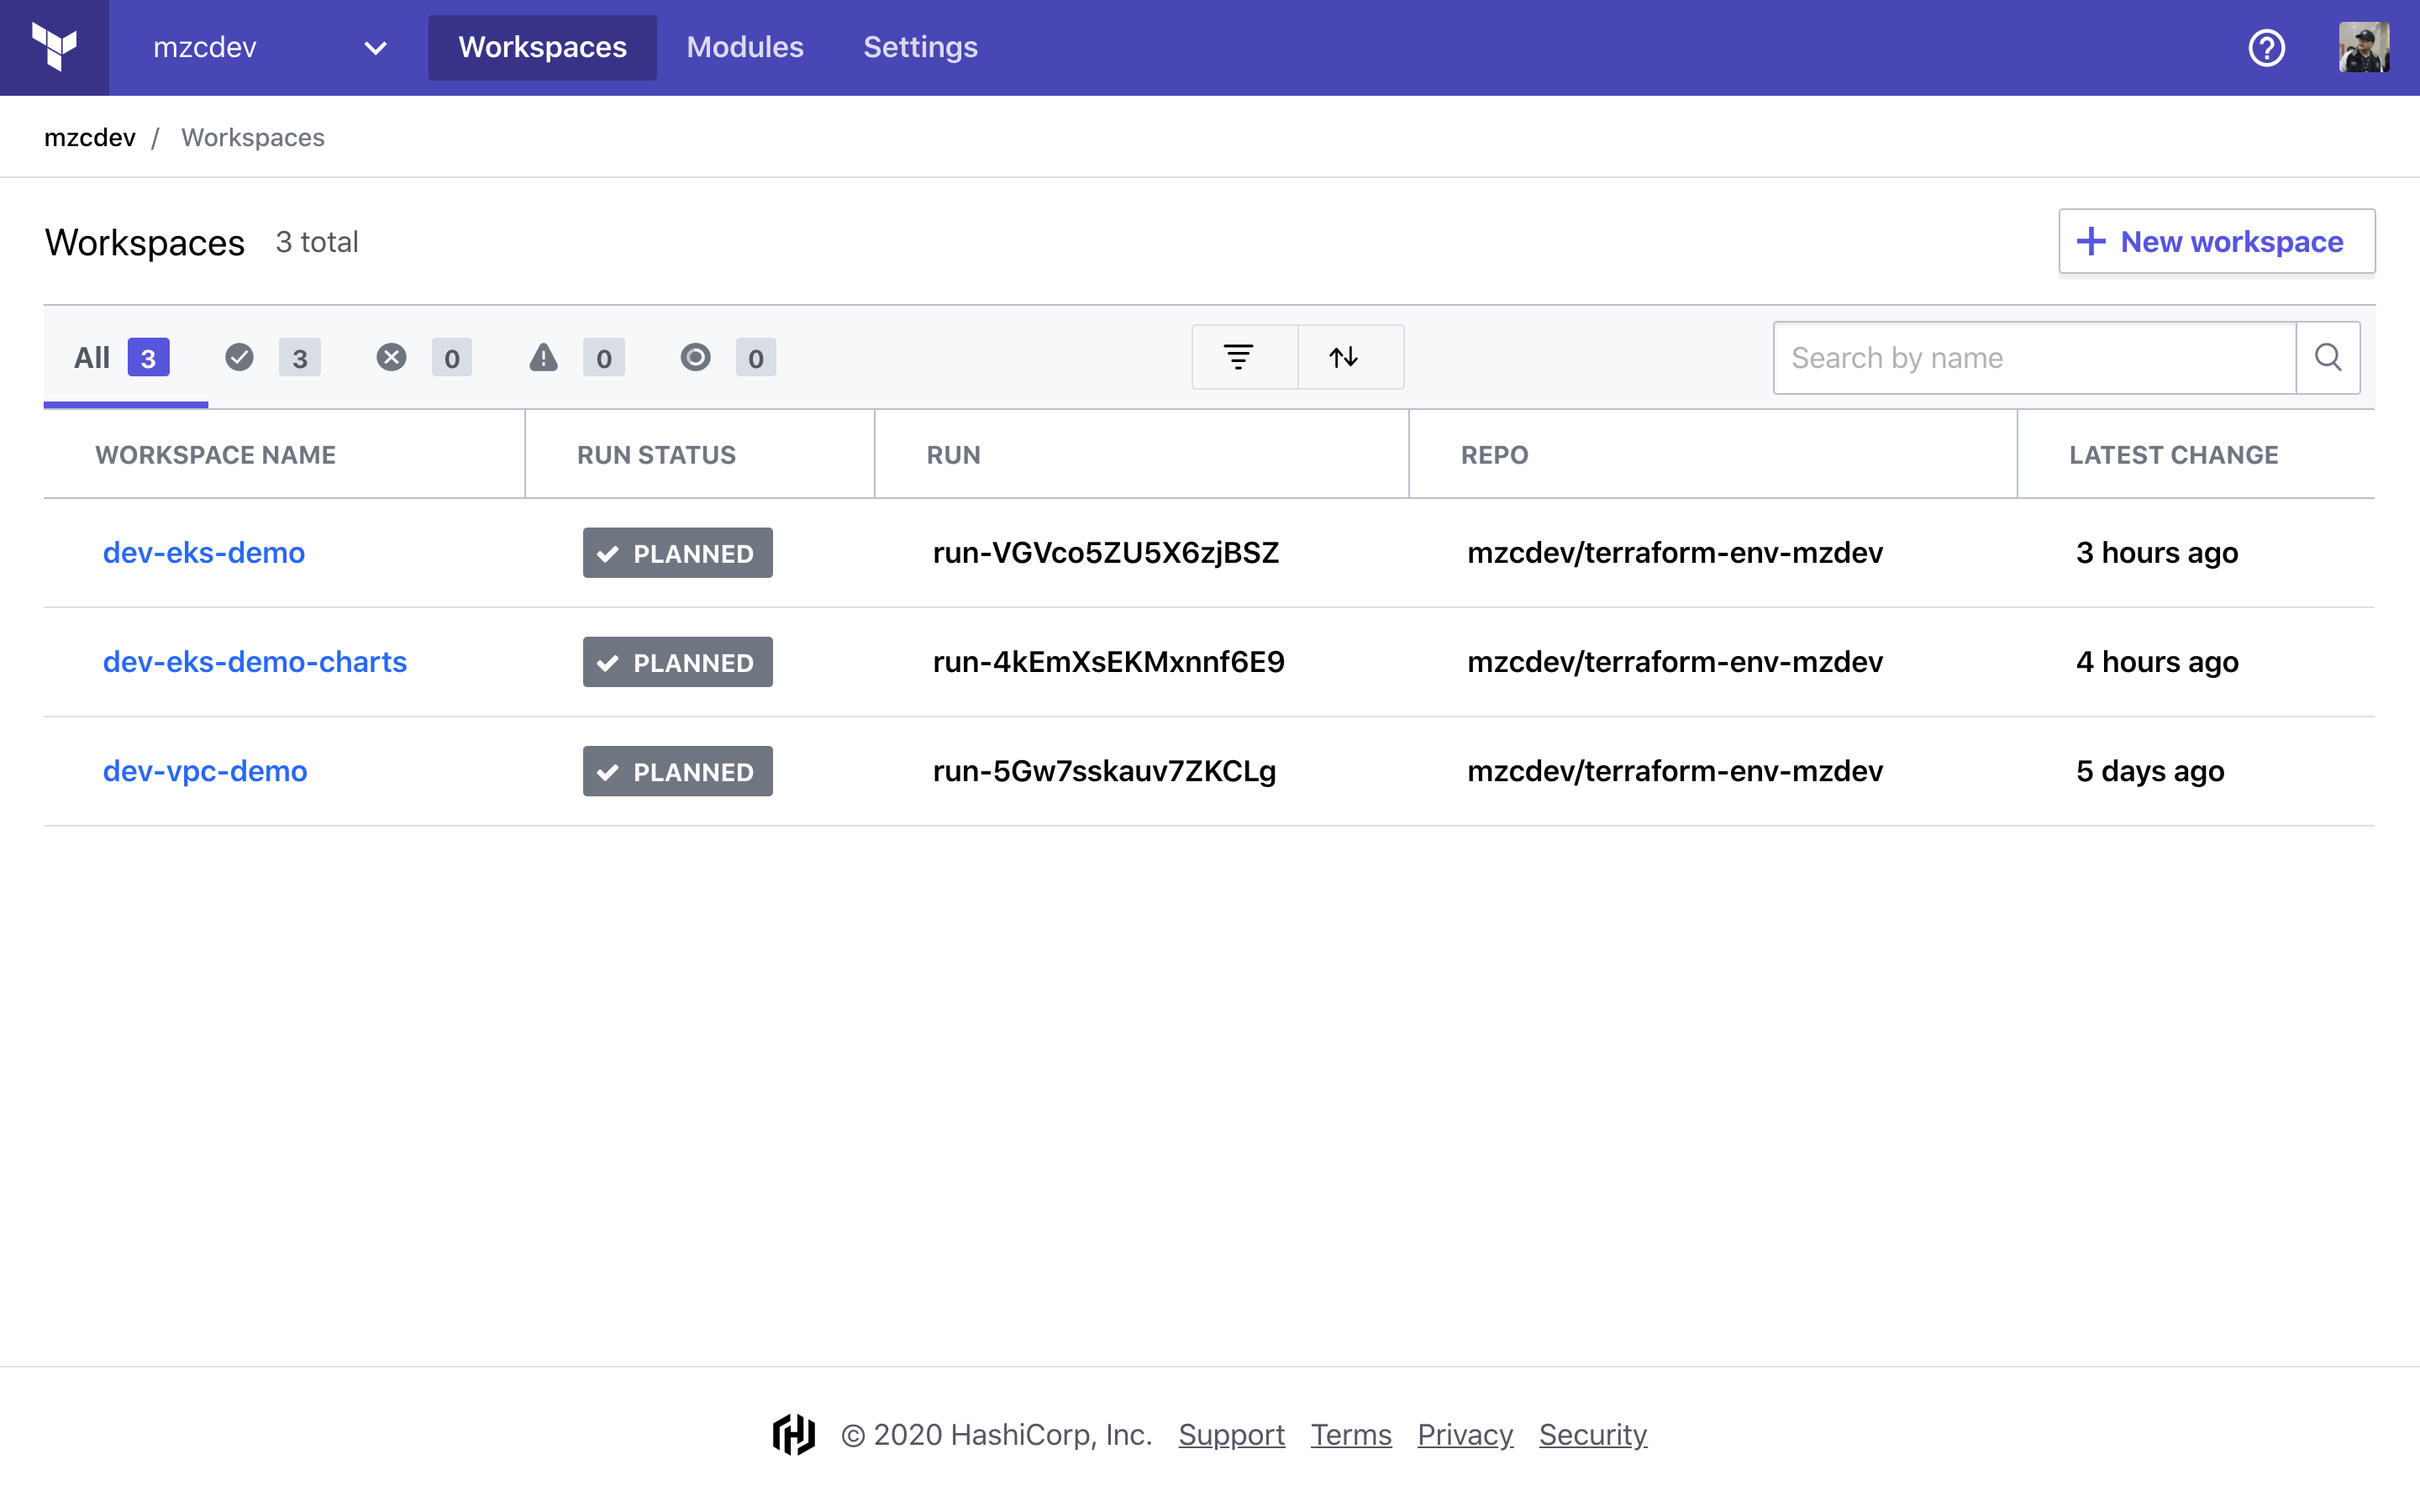 mzcdev Workspaces Modules Settings
mzcdev / Workspaces
Workspaces 3 total + New workspace
All 3 3 0 0 0 Search by name
WORKSPACE NAME RUN STATUS RUN REPO LATEST CHANGE
dev-eks-demo PLANNED run-VGVco5ZU5X6zjBSZ mzcdev/terraform-env-mzdev 3 hours ago
dev-eks-demo-charts PLANNED run-4kEmXsEKMxnnf6E9 mzcdev/terraform-env-mzdev 4 hours ago
dev-vpc-demo PLANNED run-5Gw7sskauv7ZKCLg mzcdev/terraform-env-mzdev 5 days ago
© 2020 HashiCorp, Inc. Support Terms Privacy Security